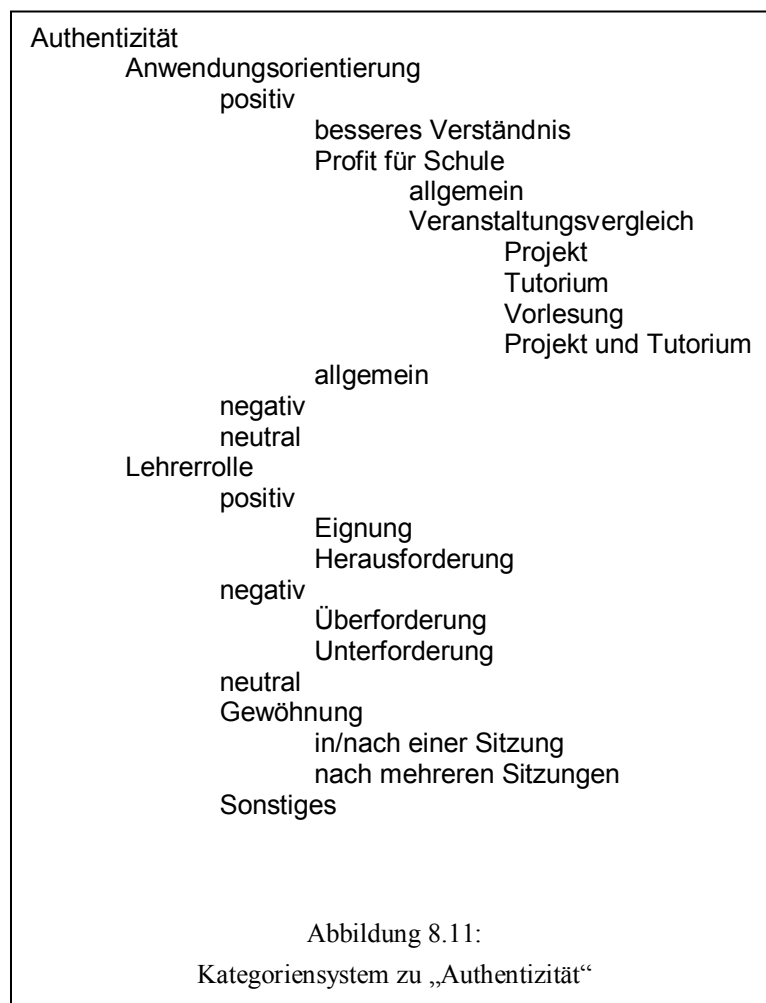 Authentizität
Anwendungsorientierung
positiv
besseres Verständnis
Profit für Schule
allgemein
Veranstaltungsvergleich
Projekt
Tutorium
Vorlesung
Projekt und Tutorium
allgemein
negativ
neutral
Lehrerrolle
positiv
Eignung
Herausforderung
negativ
Überforderung
Unterforderung
neutral
Gewöhnung
in/nach einer Sitzung
nach mehreren Sitzungen
Sonstiges
Abbildung 8.11:
Kategoriensystem zu „Authentizität“